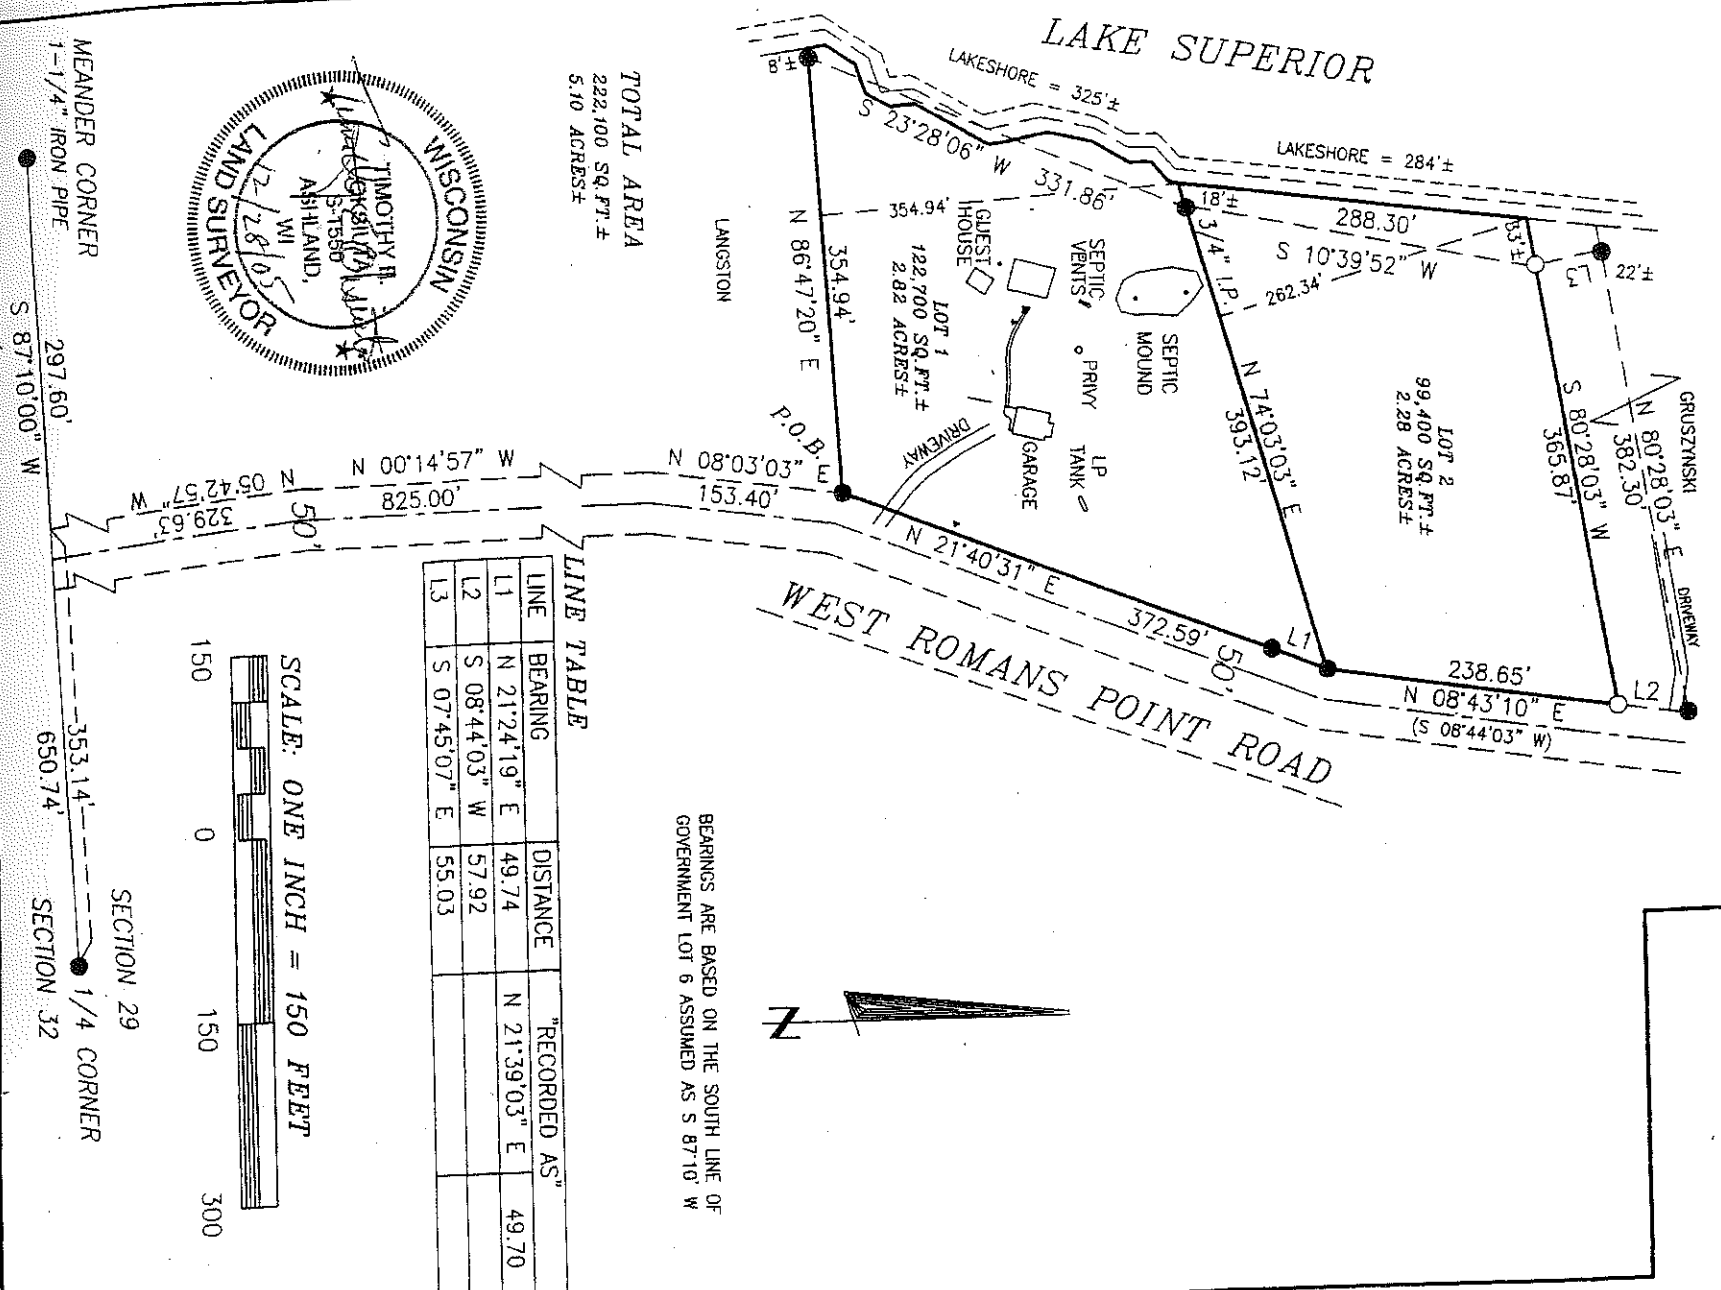 LAKE SUPERIOR
LAKESHORE = 325'±
LAKESHORE = 284'±
8'±
S 23°28'06" W
331.86'
18'±
3/4" I.P.
288.30'
S 10°39'52" W
33'±
L3
22'±
262.34'
354.94'
GUEST
HOUSE
SEPTIC
VENTS
SEPTIC
MOUND
PRIVY
LP
TANK
GARAGE
DRIVEWAY
LOT 1
122,700 SQ.FT.±
2.82 ACRES±
N 86°47'20" E
354.94'
LANGSTON
N 74°03'03" E
393.12'
LOT 2
99,400 SQ.FT.±
2.28 ACRES±
S 80°28'03" W
365.87'
GRUSZYNSKI
N 80°28'03" E
382.30'
DRIVEWAY
L2
238.65'
N 08°43'10" E
(S 08°44'03" W)
L1
N 21°40'31" E
372.59'
50'
WEST ROMANS POINT ROAD
P.O.B.
N 08°03'03" E
153.40'
N 00°14'57" W
825.00'
50'
N 05°42'57" W
329.63'
TOTAL AREA
222,100 SQ.FT.±
5.10 ACRES±
WISCONSIN
TIMOTHY
S-1556
ASHLAND,
WI
LAND SURVEYOR
12/28/05
MEANDER CORNER
1-1/4" IRON PIPE
297.60'
S 87°10'00" W
353.14'
650.74'
1/4 CORNER
SECTION 29
SECTION 32
LINE TABLE
LINE BEARING DISTANCE "RECORDED AS"
L1 N 21°24'19" E 49.74 N 21°39'03" E 49.70
L2 S 08°44'03" W 57.92
L3 S 07°45'07" E 55.03
SCALE: ONE INCH = 150 FEET
150 0 150 300
BEARINGS ARE BASED ON THE SOUTH LINE OF
GOVERNMENT LOT 6 ASSUMED AS S 87°10' W
N